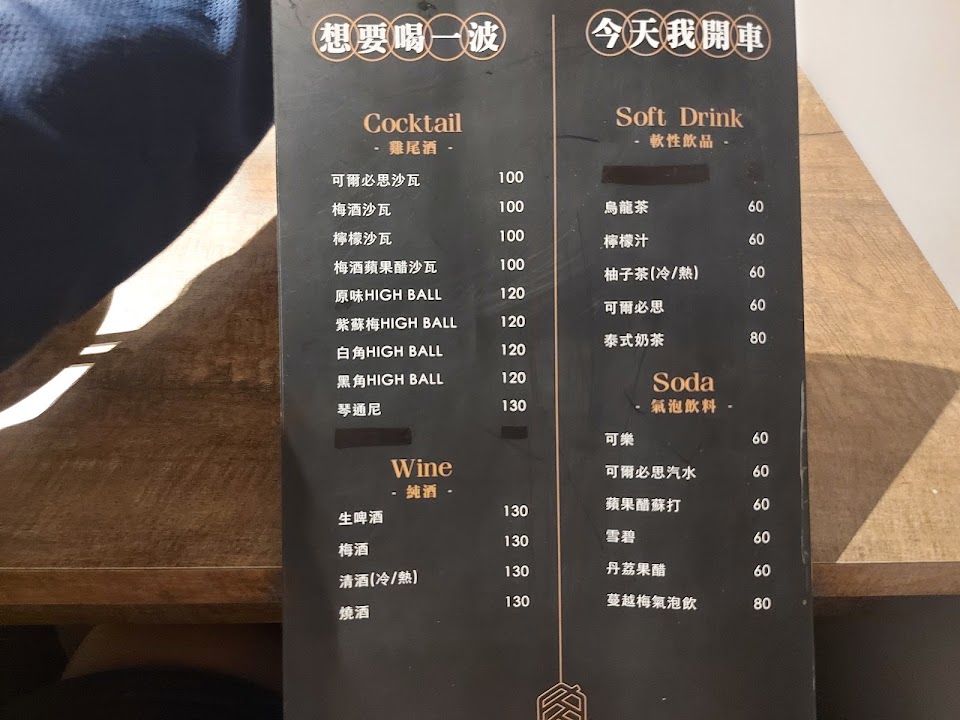 想要喝一波
Cocktail
- 雞尾酒 -
可爾必思沙瓦 100
梅酒沙瓦 100
檸檬沙瓦 100
梅酒蘋果醋沙瓦 100
原味HIGH BALL 120
紫蘇梅HIGH BALL 120
白角HIGH BALL 120
黑角HIGH BALL 120
琴通尼 130
Wine
- 純酒 -
生啤酒 130
梅酒 130
清酒(冷/熱) 130
燒酒 130
今天我開車
Soft Drink
- 軟性飲品 -
烏龍茶 60
檸檬汁 60
柚子茶(冷/熱) 60
可爾必思 60
泰式奶茶 80
Soda
- 氣泡飲料 -
可樂 60
可爾必思汽水 60
蘋果醋蘇打 60
雪碧 60
丹荔果醋 60
蔓越梅氣泡飲 80